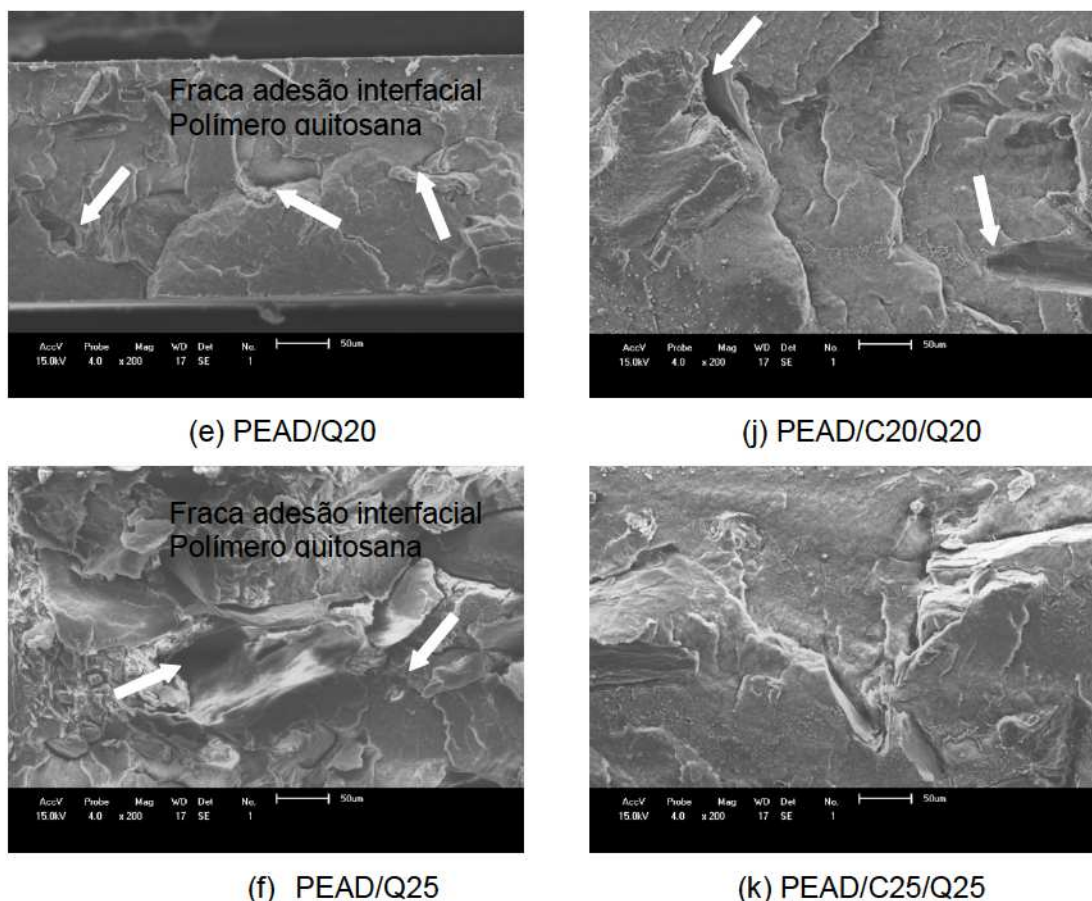 Fraca adesão interfacial
Polímero quitosana
AccV Probe Mag WD Det No.
15.0kV 4.0 x 200 17 SE 1
50um
(e) PEAD/Q20
AccV Probe Mag WD Det No.
15.0kV 4.0 x 200 17 SE 1
50um
(j) PEAD/C20/Q20
Fraca adesão interfacial
Polímero quitosana
AccV Probe Mag WD Det No.
15.0kV 4.0 x 200 17 SE 1
50um
(f) PEAD/Q25
AccV Probe Mag WD Det No.
15.0kV 4.0 x 200 17 SE 1
50um
(k) PEAD/C25/Q25